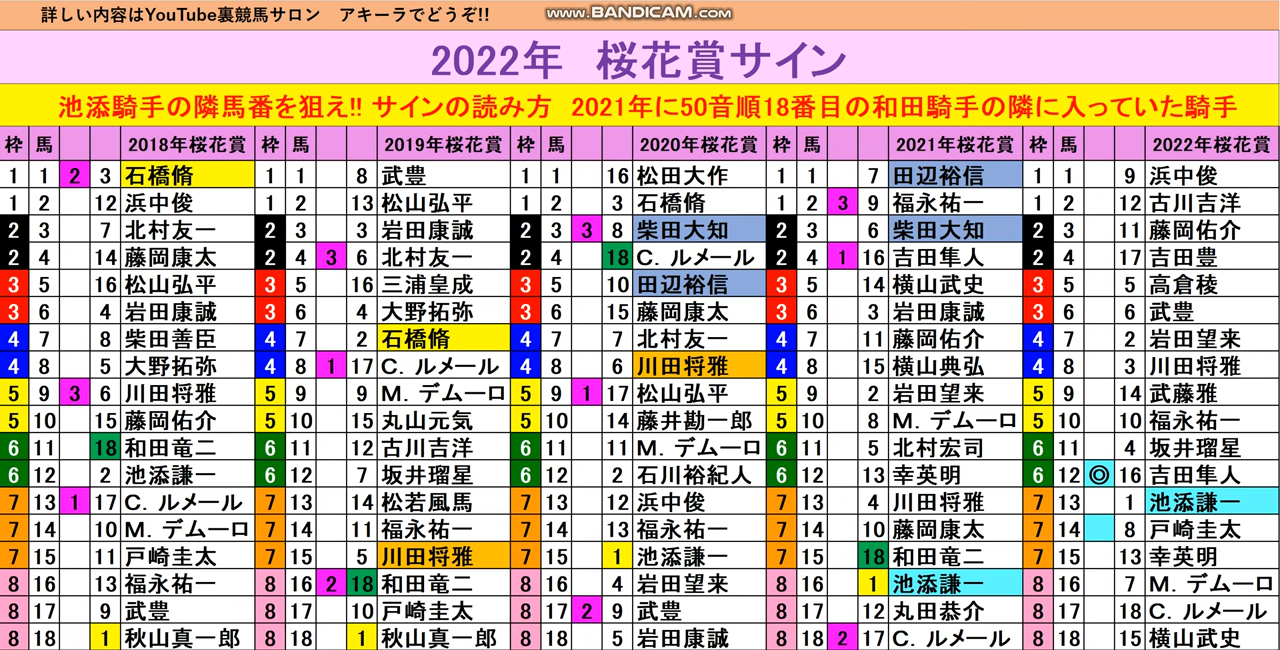 詳しい内容はYouTube裏競馬サロン　アキーラでどうぞ!!
www.BANDICAM.com
2022年　桜花賞サイン
池添騎手の隣馬番を狙え!! サインの読み方　2021年に50音順18番目の和田騎手の隣に入っていた騎手
枠 馬 2018年桜花賞 枠 馬 2019年桜花賞 枠 馬 2020年桜花賞 枠 馬 2021年桜花賞 枠 馬 2022年桜花賞
1 1 2 3 石橋脩 1 1 8 武豊 1 1 16 松田大作 1 1 7 田辺裕信 1 1 9 浜中俊
1 2 12 浜中俊 1 2 13 松山弘平 1 2 3 石橋脩 1 2 3 9 福永祐一 1 2 12 古川吉洋
2 3 7 北村友一 2 3 3 岩田康誠 2 3 3 8 柴田大知 2 3 6 柴田大知 2 3 11 藤岡佑介
2 4 14 藤岡康太 2 4 3 6 北村友一 2 4 18 C. ルメール 2 4 1 16 吉田隼人 2 4 17 吉田豊
3 5 16 松山弘平 3 5 16 三浦皇成 3 5 10 田辺裕信 3 5 14 横山武史 3 5 5 高倉稜
3 6 4 岩田康誠 3 6 4 大野拓弥 3 6 15 藤岡康太 3 6 3 岩田康誠 3 6 6 武豊
4 7 8 柴田善臣 4 7 2 石橋脩 4 7 7 北村友一 4 7 11 藤岡佑介 4 7 2 岩田望来
4 8 5 大野拓弥 4 8 1 17 C. ルメール 4 8 6 川田将雅 4 8 15 横山典弘 4 8 3 川田将雅
5 9 3 6 川田将雅 5 9 9 M. デムーロ 5 9 1 17 松山弘平 5 9 2 岩田望来 5 9 14 武藤雅
5 10 15 藤岡佑介 5 10 15 丸山元気 5 10 14 藤井勘一郎 5 10 8 M. デムーロ 5 10 10 福永祐一
6 11 18 和田竜二 6 11 12 古川吉洋 6 11 11 M. デムーロ 6 11 5 北村宏司 6 11 4 坂井瑠星
6 12 2 池添謙一 6 12 7 坂井瑠星 6 12 2 石川裕紀人 6 12 13 幸英明 6 12 ◎ 16 吉田隼人
7 13 1 17 C. ルメール 7 13 14 松若風馬 7 13 12 浜中俊 7 13 4 川田将雅 7 13 1 池添謙一
7 14 10 M. デムーロ 7 14 11 福永祐一 7 14 13 福永祐一 7 14 10 藤岡康太 7 14 8 戸崎圭太
7 15 11 戸崎圭太 7 15 5 川田将雅 7 15 1 池添謙一 7 15 18 和田竜二 7 15 13 幸英明
8 16 13 福永祐一 8 16 2 18 和田竜二 8 16 4 岩田望来 8 16 1 池添謙一 8 16 7 M. デムーロ
8 17 9 武豊 8 17 10 戸崎圭太 8 17 2 9 武豊 8 17 12 丸田恭介 8 17 18 C. ルメール
8 18 1 秋山真一郎 8 18 1 秋山真一郎 8 18 5 岩田康誠 8 18 2 17 C. ルメール 8 18 15 横山武史